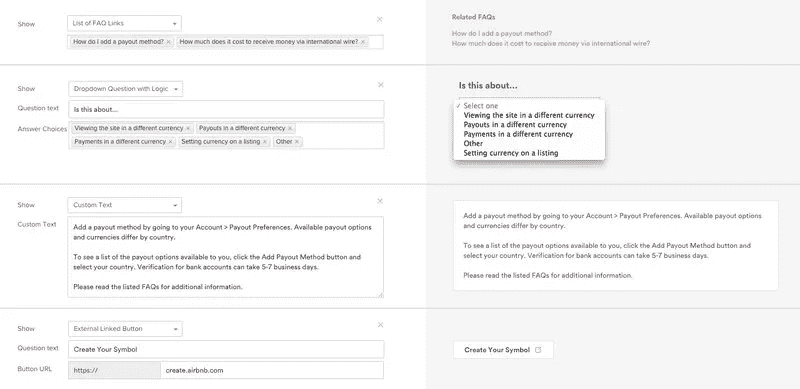 Show
List of FAQ Links
How do I add a payout method?
How much does it cost to receive money via international wire?
Related FAQs
How do I add a payout method?
How much does it cost to receive money via international wire?
Show
Dropdown Question with Logic
Question text
Is this about...
Answer Choices
Viewing the site in a different currency
Payouts in a different currency
Payments in a different currency
Setting currency on a listing
Other
Is this about...
Select one
Viewing the site in a different currency
Payouts in a different currency
Payments in a different currency
Other
Setting currency on a listing
Show
Custom Text
Custom Text
Add a payout method by going to your Account > Payout Preferences. Available payout options
and currencies differ by country.
To see a list of the payout options available to you, click the Add Payout Method button and
select your country. Verification for bank accounts can take 5-7 business days.
Please read the listed FAQs for additional information.
Add a payout method by going to your Account > Payout Preferences. Available payout options
and currencies differ by country.
To see a list of the payout options available to you, click the Add Payout Method button and
select your country. Verification for bank accounts can take 5-7 business days.
Please read the listed FAQs for additional information.
Show
External Linked Button
Question text
Create Your Symbol
Button URL
https://
create.airbnb.com
Create Your Symbol